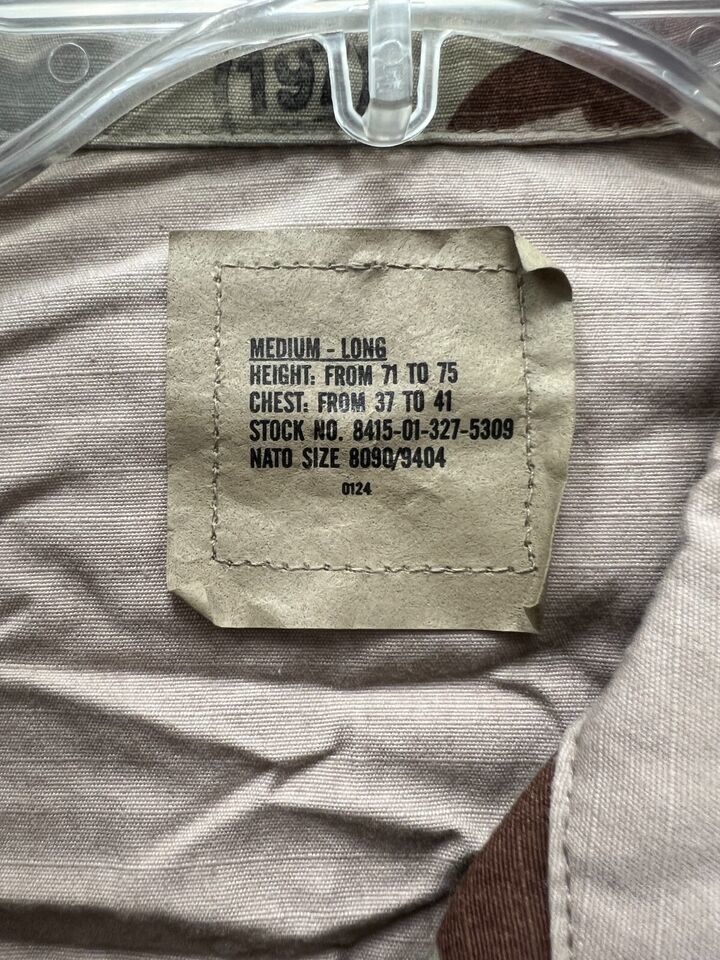 MEDIUM - LONG
HEIGHT: FROM 71 TO 75
CHEST: FROM 37 TO 41
STOCK NO. 8415-01-327-5309
NATO SIZE 8090/9404
0124